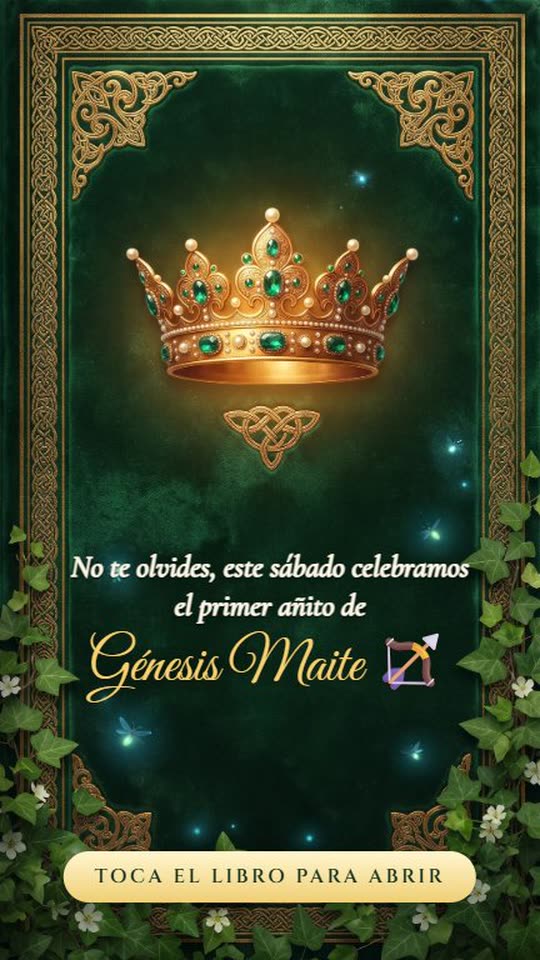 No te olvides, este sábado celebramos
el primer añito de
Génesis Maite 🏹
TOCA EL LIBRO PARA ABRIR